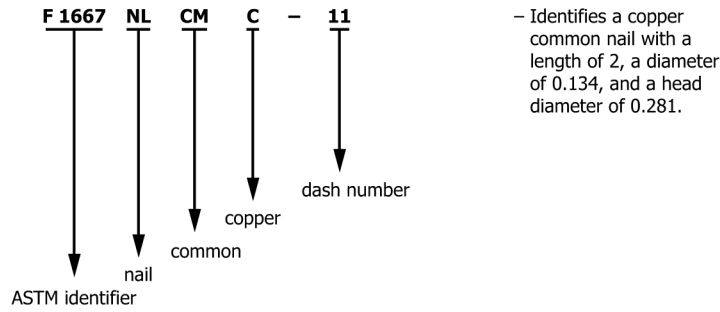 F 1667 NL CM C – 11
– Identifies a copper
common nail with a
length of 2, a diameter
of 0.134, and a head
diameter of 0.281.
dash number
copper
common
nail
ASTM identifier